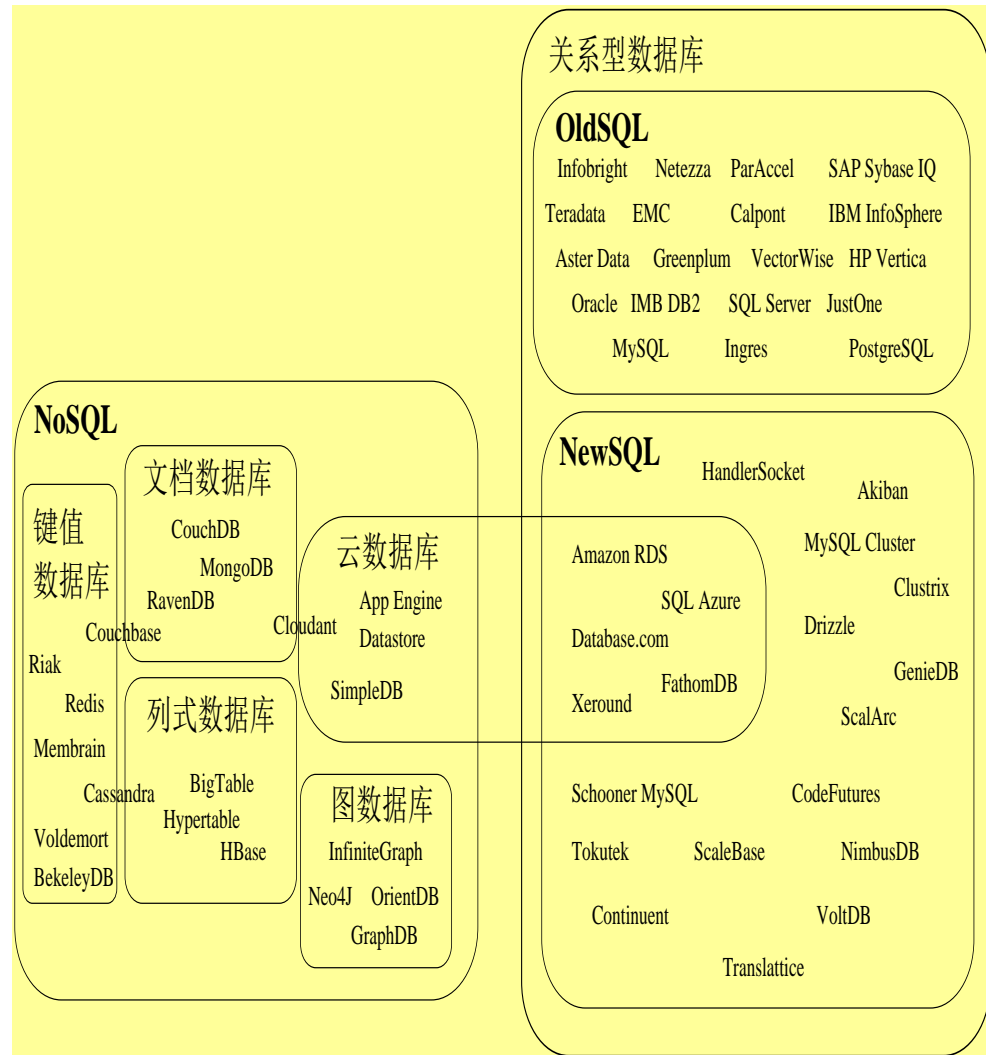 关系型数据库
OldSQL
Infobright Netezza ParAccel SAP Sybase IQ
Teradata EMC Calpont IBM InfoSphere
Aster Data Greenplum VectorWise HP Vertica
Oracle IMB DB2 SQL Server JustOne
MySQL Ingres PostgreSQL
NoSQL
键值
数据库
Couchbase
Riak
Redis
Membrain
Cassandra
Voldemort
BekeleyDB
文档数据库
CouchDB
MongoDB
RavenDB
Cloudant
列式数据库
BigTable
Hypertable
HBase
云数据库
App Engine
Datastore
SimpleDB
图数据库
InfiniteGraph
Neo4J OrientDB
GraphDB
NewSQL
HandlerSocket
Akiban
Amazon RDS
MySQL Cluster
SQL Azure
Clustrix
Database.com
Drizzle
FathomDB
GenieDB
Xeround
ScalArc
Schooner MySQL CodeFutures
Tokutek ScaleBase NimbusDB
Continuent VoltDB
Translattice